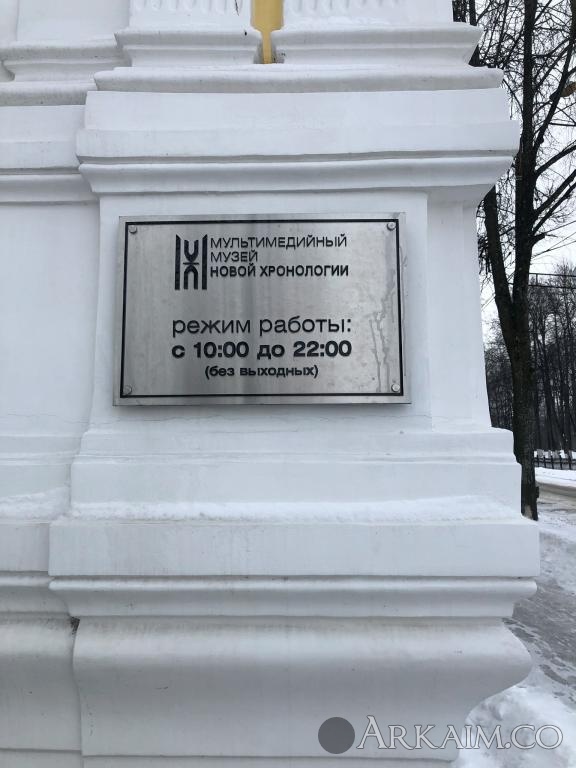 МУЛЬТИМЕДИЙНЫЙ
МУЗЕЙ
НОВОЙ ХРОНОЛОГИИ
режим работы:
с 10:00 до 22:00
(без выходных)
ARKAIM.CO